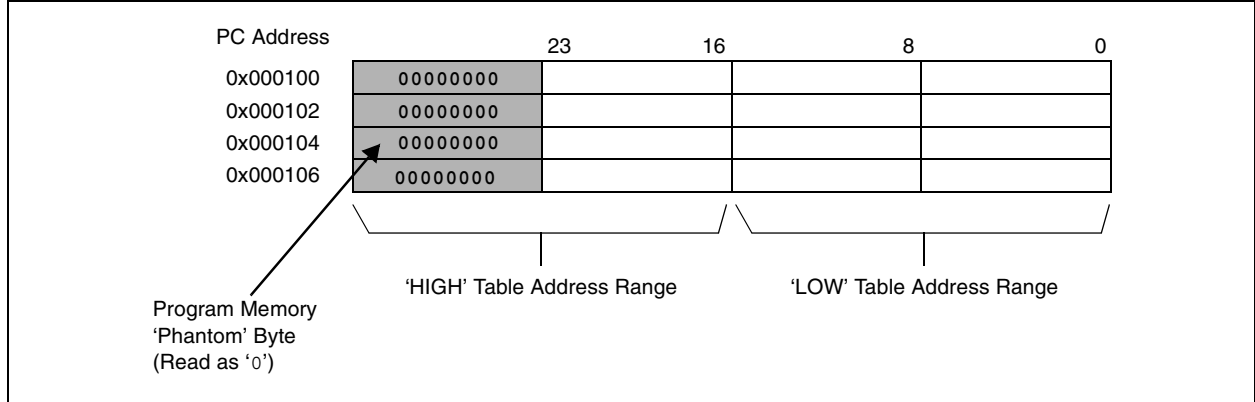 PC Address
23 16 8 0
0x000100 00000000
0x000102 00000000
0x000104 00000000
0x000106 00000000
‘HIGH’ Table Address Range ‘LOW’ Table Address Range
Program Memory
‘Phantom’ Byte
(Read as ‘0’)